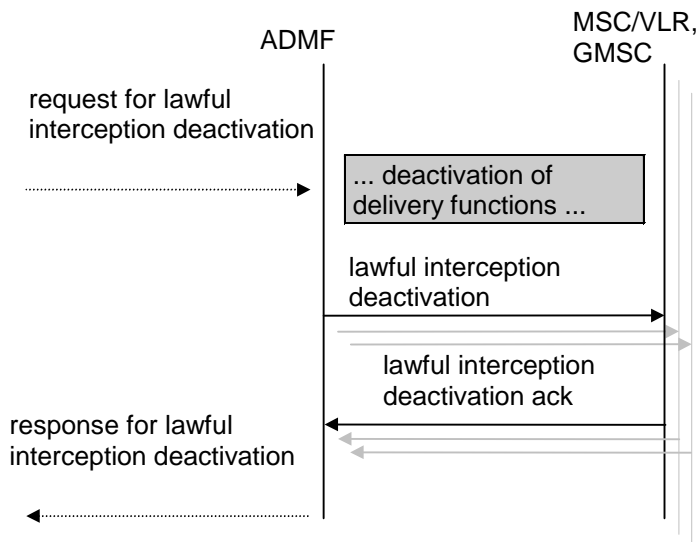 ADMF
MSC/VLR,
GMSC
request for lawful
interception deactivation
... deactivation of
delivery functions ...
lawful interception
deactivation
lawful interception
deactivation ack
response for lawful
interception deactivation